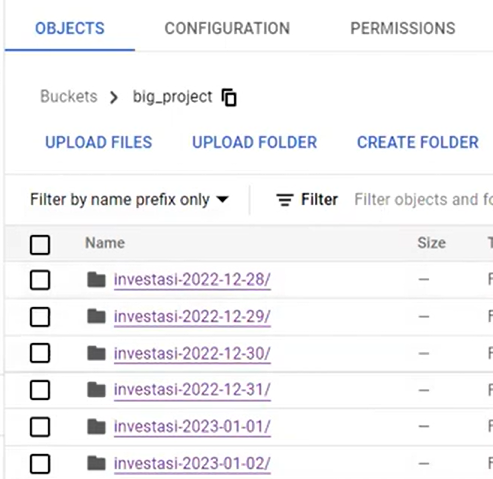 OBJECTS CONFIGURATION PERMISSIONS
Buckets > big_project
UPLOAD FILES UPLOAD FOLDER CREATE FOLDER
Filter by name prefix only Filter Filter objects and fo
Name Size T
investasi-2022-12-28/ — F
investasi-2022-12-29/ — F
investasi-2022-12-30/ — F
investasi-2022-12-31/ — F
investasi-2023-01-01/ — F
investasi-2023-01-02/ — F